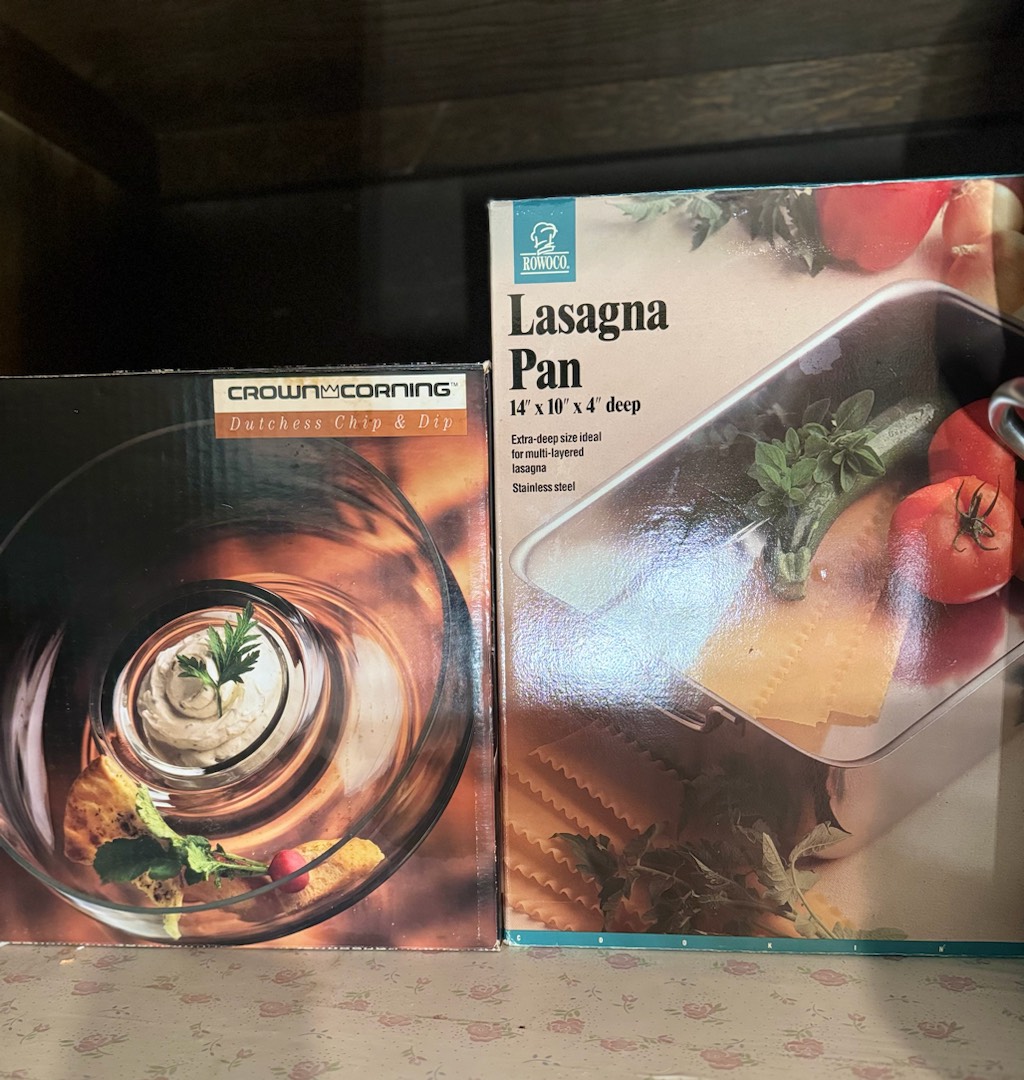 CROWN CORNING™
Dutchess Chip & Dip
ROWOCO.
Lasagna
Pan
14" x 10" x 4" deep
Extra-deep size ideal
for multi-layered
lasagna
Stainless steel
C O O K I N